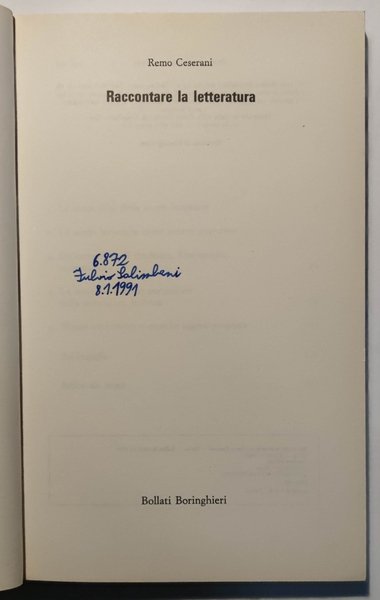 Remo Ceserani
Raccontare la letteratura
6.872
Fulvio Salimbeni
8.1.1991
Bollati Boringhieri